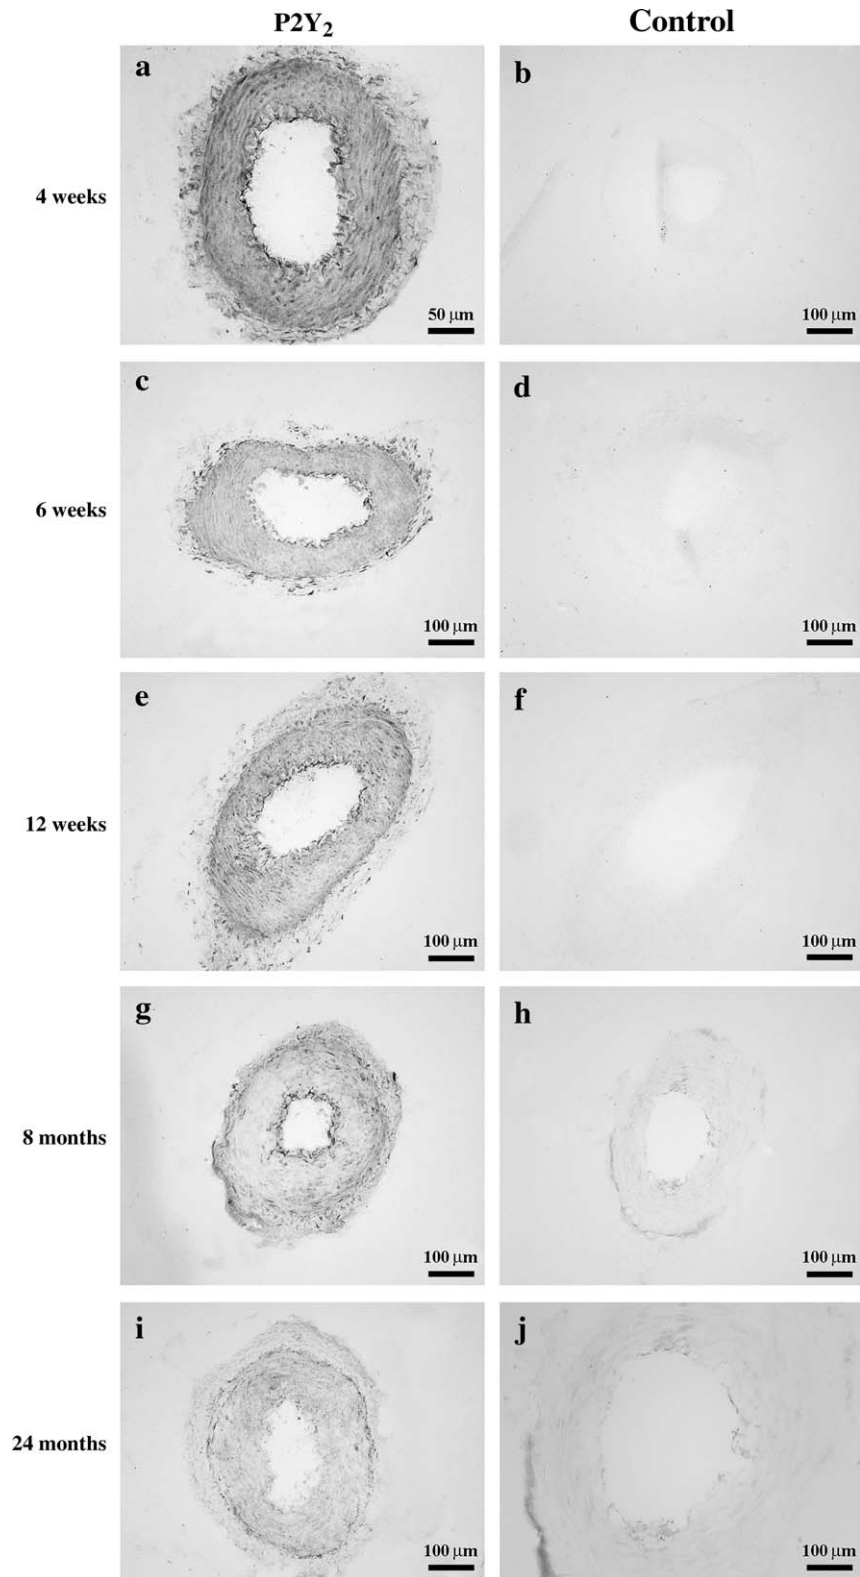 P2Y2 Control
a b
4 weeks
50 μm 100 μm
c d
6 weeks
100 μm 100 μm
e f
12 weeks
100 μm 100 μm
g h
8 months
100 μm 100 μm
i j
24 months
100 μm 100 μm